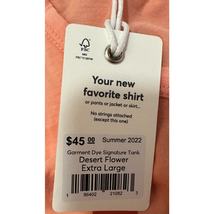 FSC
Your new
favorite shirt
or pants or jacket or skirt...
No strings attached
(except this one)
$45.00 Summer 2022
Garment Dye Signature Tank
Desert Flower
Extra Large